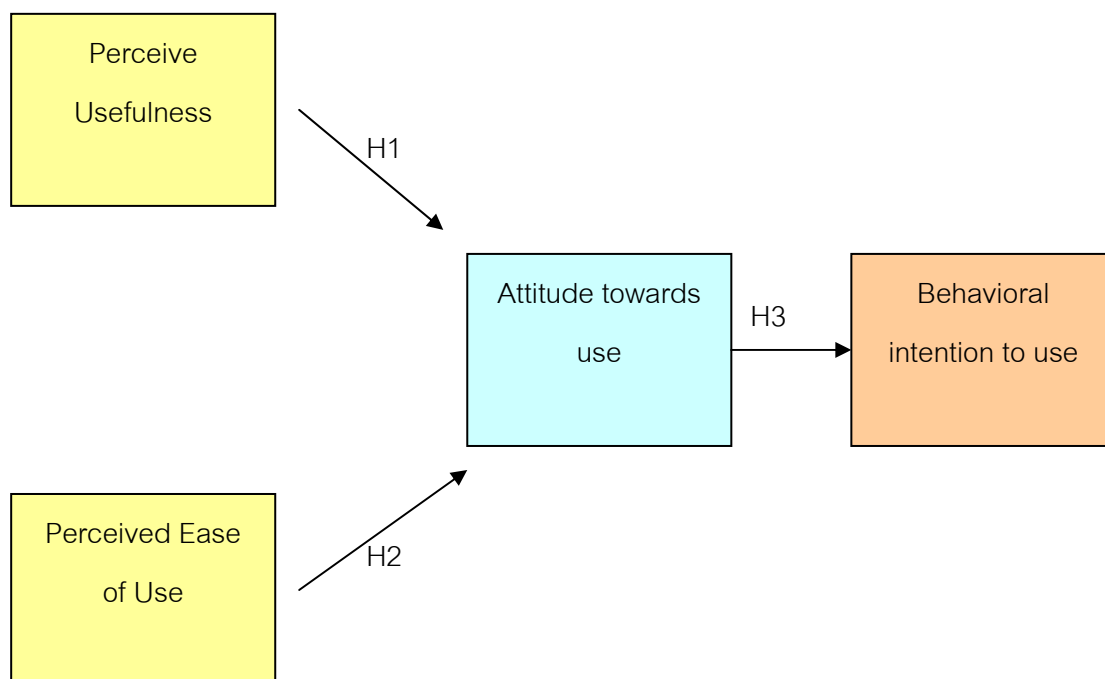 Perceive
Usefulness
H1
Attitude towards
use
H3
Behavioral
intention to use
Perceived Ease
of Use
H2